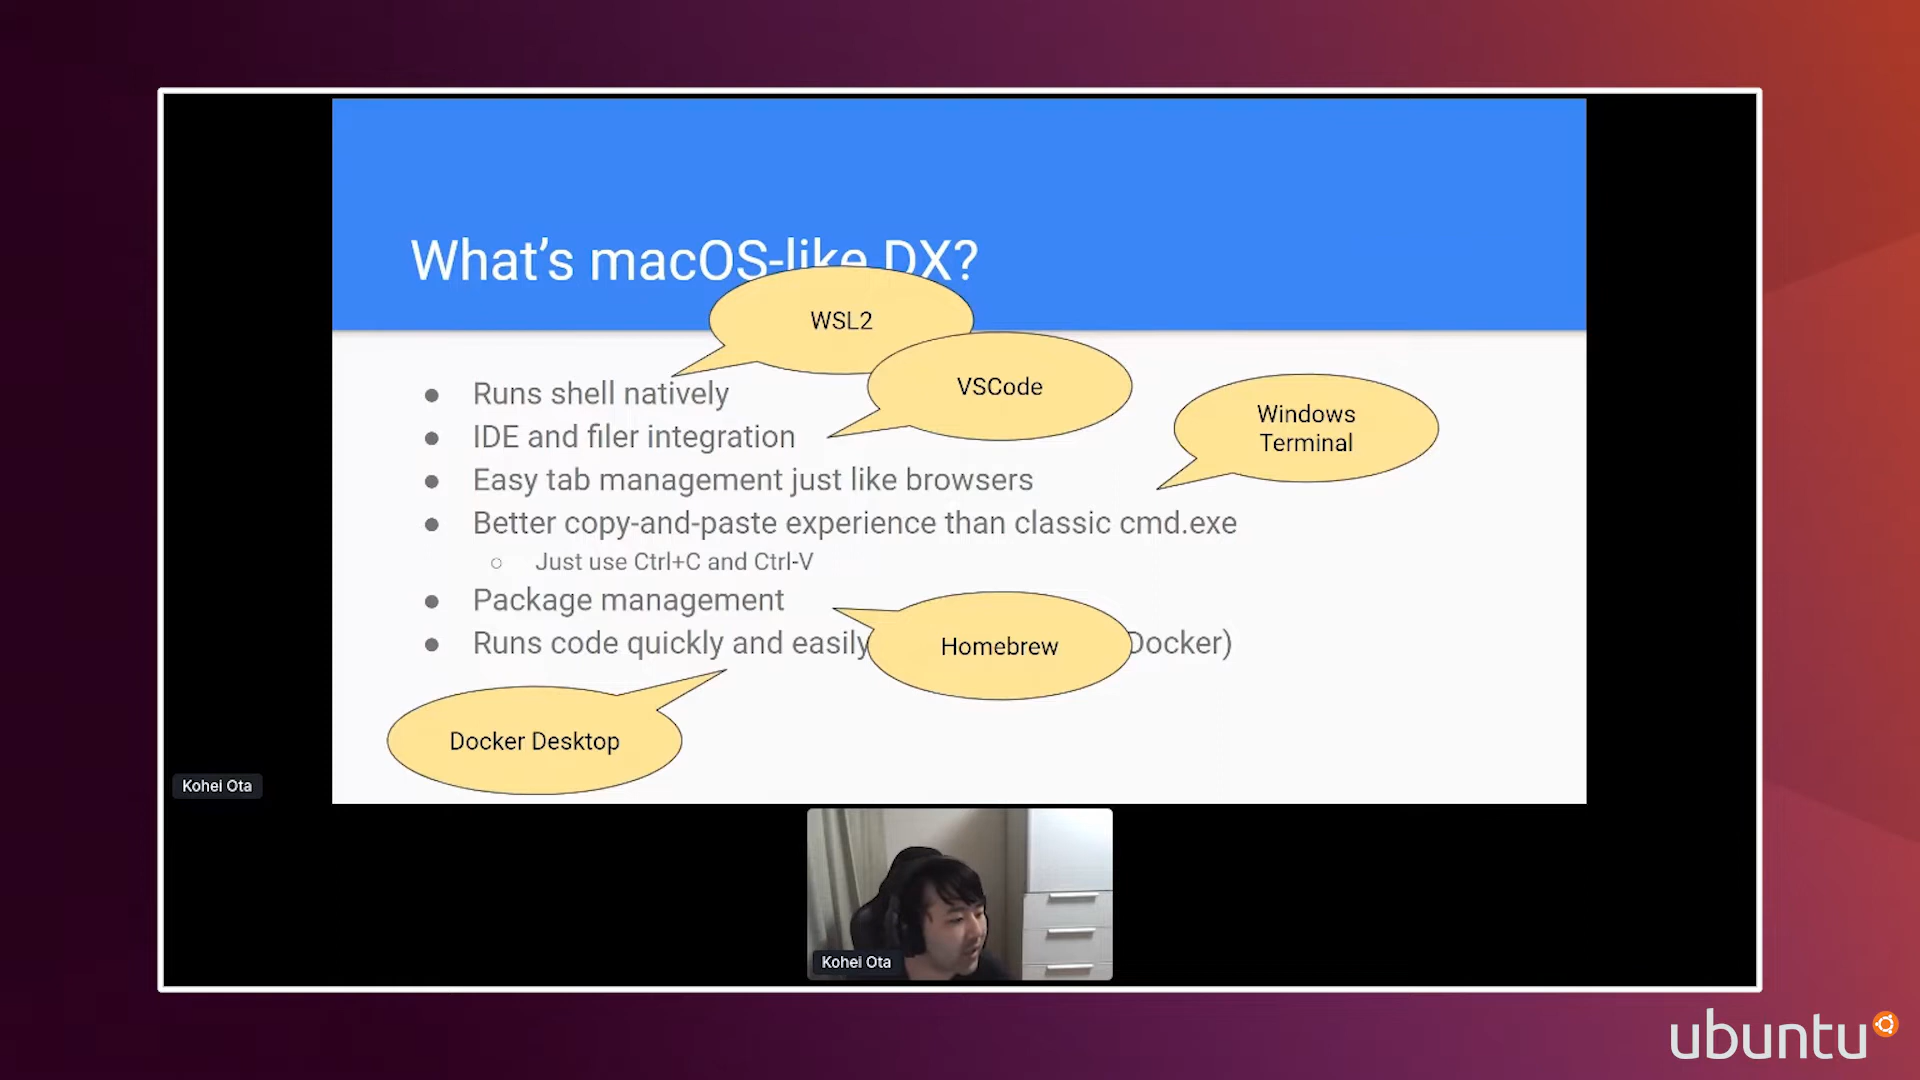 What's macOS-like DX?
WSL2
VSCode
Windows
Terminal
● Runs shell natively
● IDE and filer integration
● Easy tab management just like browsers
● Better copy-and-paste experience than classic cmd.exe
○ Just use Ctrl+C and Ctrl-V
● Package management
● Runs code quickly and easily
Docker)
Homebrew
Docker Desktop
Kohei Ota
Kohei Ota
ubuntu